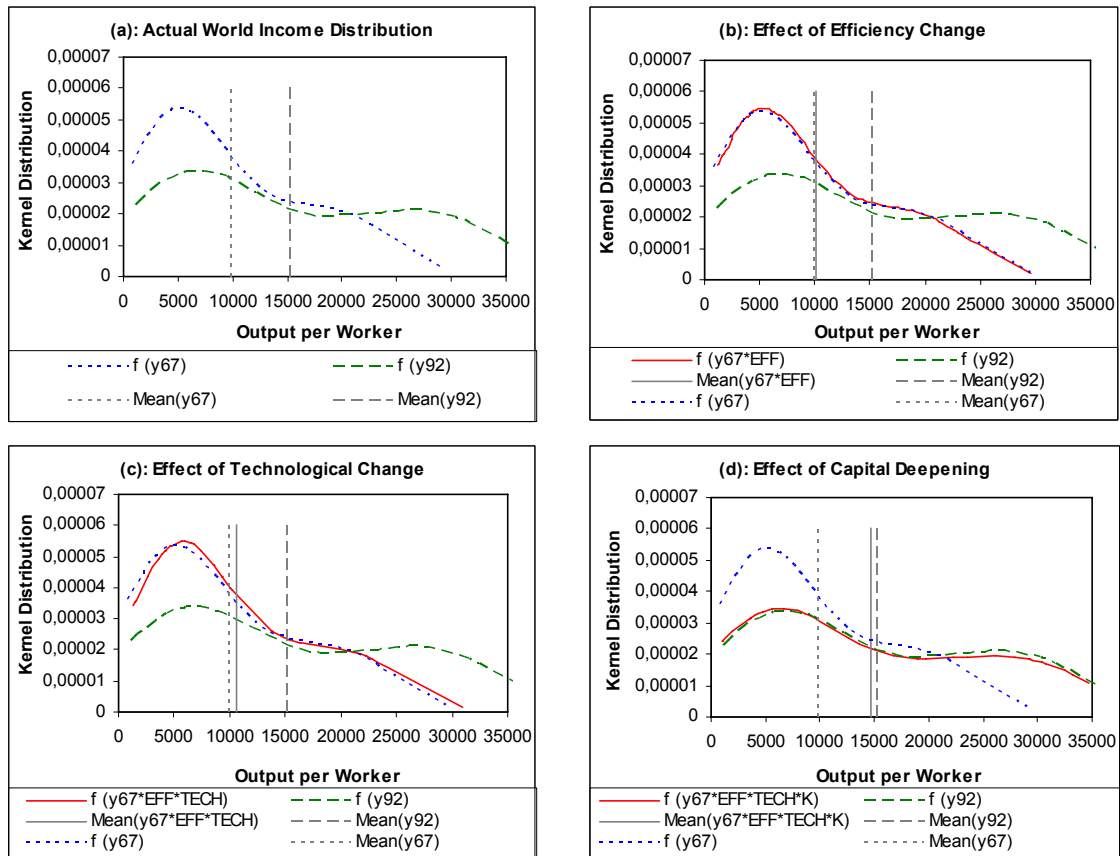 (a): Actual World Income Distribution
Kernel Distribution
0,00007
0,00006
0,00005
0,00004
0,00003
0,00002
0,00001
0
0 5000 10000 15000 20000 25000 30000 35000
Output per Worker
f (y67) f (y92)
Mean(y67) Mean(y92)
(b): Effect of Efficiency Change
Kernel Distribution
0,00007
0,00006
0,00005
0,00004
0,00003
0,00002
0,00001
0
0 5000 10000 15000 20000 25000 30000 35000
Output per Worker
f (y67*EFF) f (y92)
Mean(y67*EFF) Mean(y92)
f (y67) Mean(y67)
(c): Effect of Technological Change
Kernel Distribution
0,00007
0,00006
0,00005
0,00004
0,00003
0,00002
0,00001
0
0 5000 10000 15000 20000 25000 30000 35000
Output per Worker
f (y67*EFF*TECH) f (y92)
Mean(y67*EFF*TECH) Mean(y92)
f (y67) Mean(y67)
(d): Effect of Capital Deepening
Kernel Distribution
0,00007
0,00006
0,00005
0,00004
0,00003
0,00002
0,00001
0
0 5000 10000 15000 20000 25000 30000 35000
Output per Worker
f (y67*EFF*TECH*K) f (y92)
Mean(y67*EFF*TECH*K) Mean(y92)
f (y67) Mean(y67)